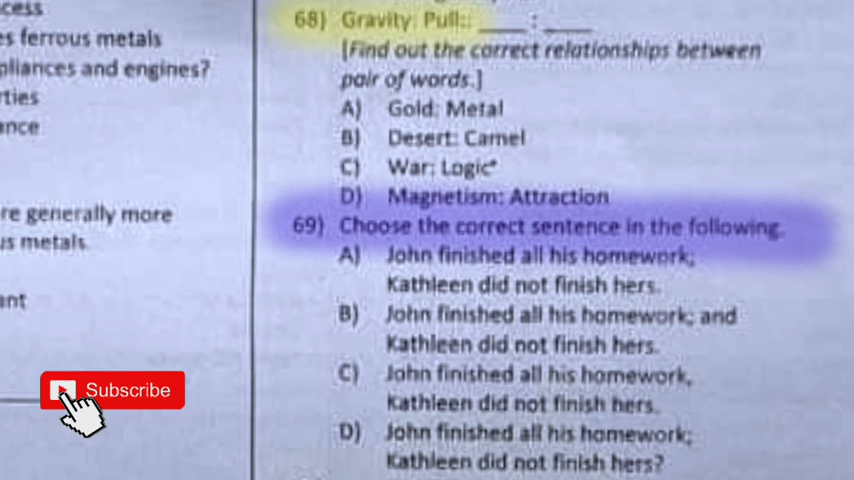 cess
es ferrous metals
pliances and engines?
rties
ance
re generally more
us metals.
ant
68) Gravity: Pull:: ____ : ____
[Find out the correct relationships between
pair of words.]
A) Gold: Metal
B) Desert: Camel
C) War: Logic
D) Magnetism: Attraction
69) Choose the correct sentence in the following.
A) John finished all his homework;
Kathleen did not finish hers.
B) John finished all his homework; and
Kathleen did not finish hers.
C) John finished all his homework,
Kathleen did not finish hers.
D) John finished all his homework;
Kathleen did not finish hers?
Subscribe